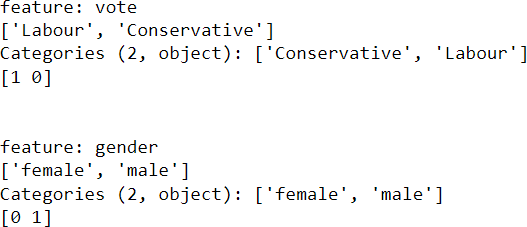 feature: vote
['Labour', 'Conservative']
Categories (2, object): ['Conservative', 'Labour']
[1 0]
feature: gender
['female', 'male']
Categories (2, object): ['female', 'male']
[0 1]